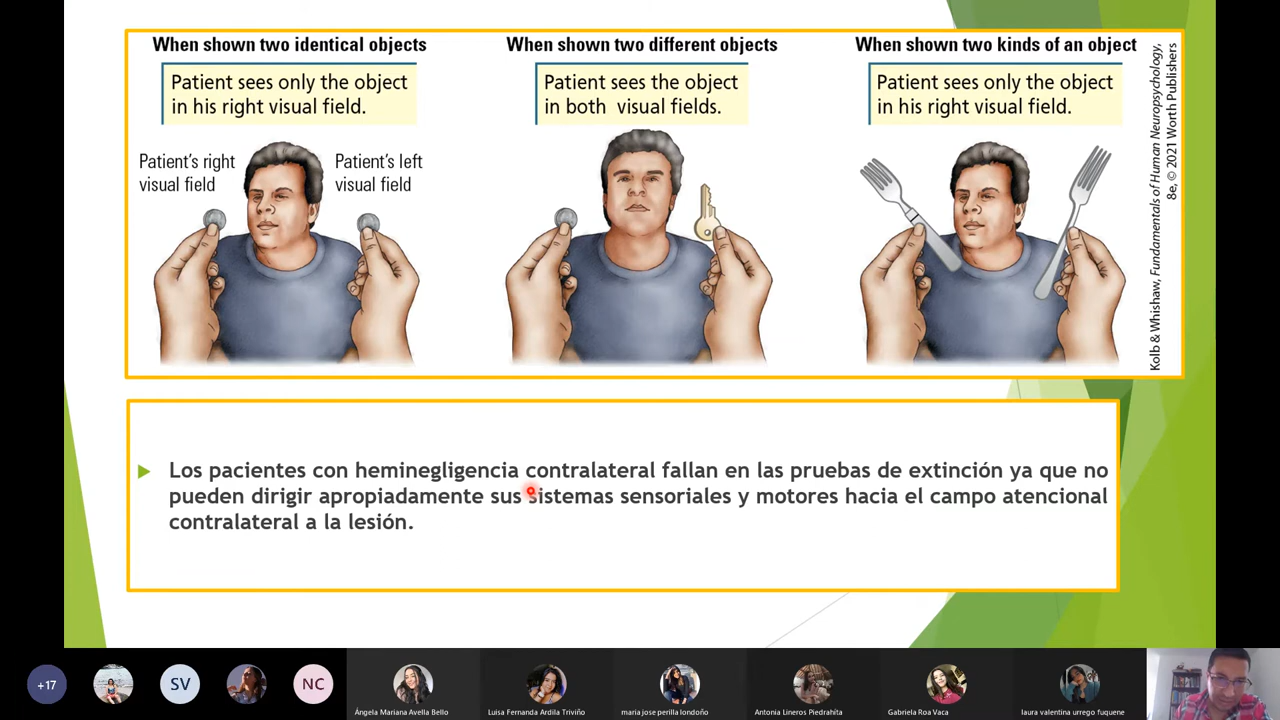 When shown two identical objects
Patient sees only the object
in his right visual field.
Patient's right
visual field
Patient's left
visual field
When shown two different objects
Patient sees the object
in both visual fields.
When shown two kinds of an object
Patient sees only the object
in his right visual field.
Kolb & Whishaw, Fundamentals of Human Neuropsychology,
8e, © 2021 Worth Publishers
Los pacientes con heminegligencia contralateral fallan en las pruebas de extinción ya que no
pueden dirigir apropiadamente sus sistemas sensoriales y motores hacia el campo atencional
contralateral a la lesión.
+17
SV
NC
Ángela Mariana Avella Bello
Luisa Fernanda Ardila Triviño
maria jose perilla londoño
Antonia Lineros Piedrahíta
Gabriela Roa Vaca
laura valentina urrego fuquene